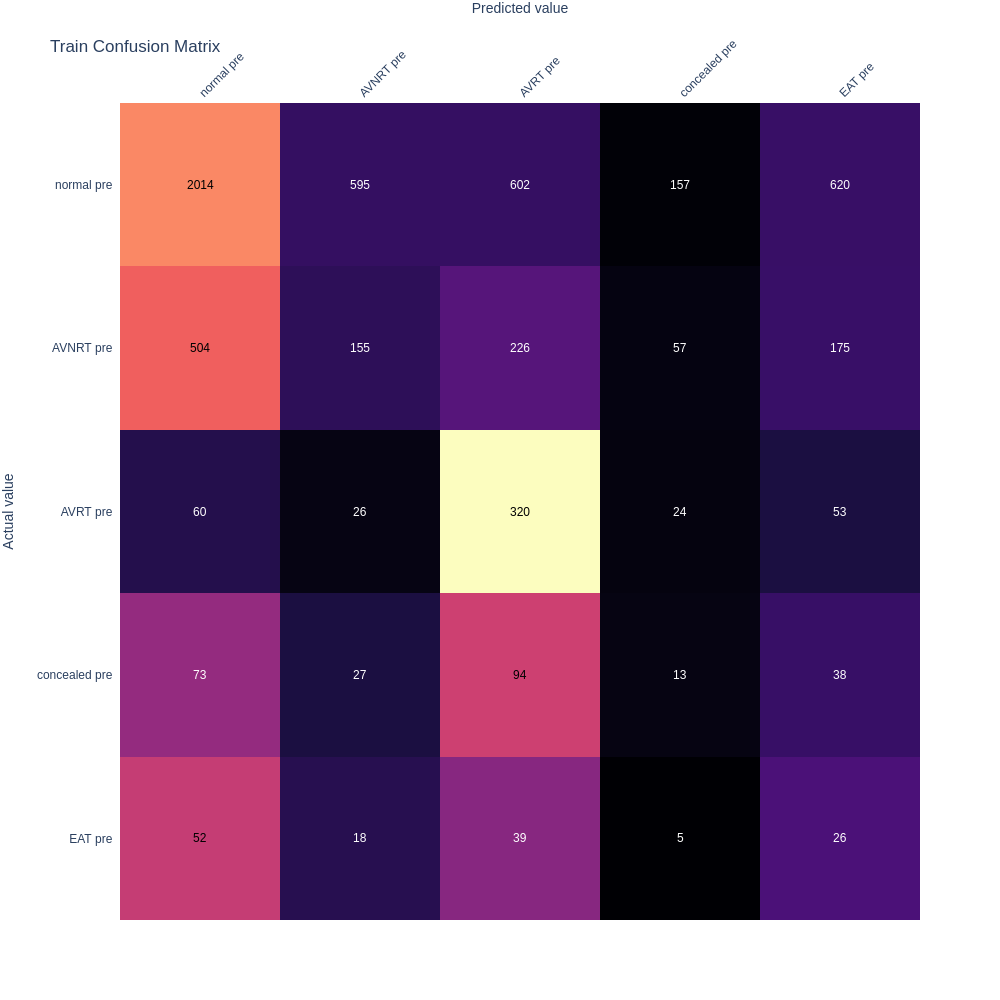 Predicted value
Train Confusion Matrix
normal pre AVNRT pre AVRT pre concealed pre EAT pre
normal pre 2014 595 602 157 620
AVNRT pre 504 155 226 57 175
AVRT pre 60 26 320 24 53
concealed pre 73 27 94 13 38
EAT pre 52 18 39 5 26
Actual value